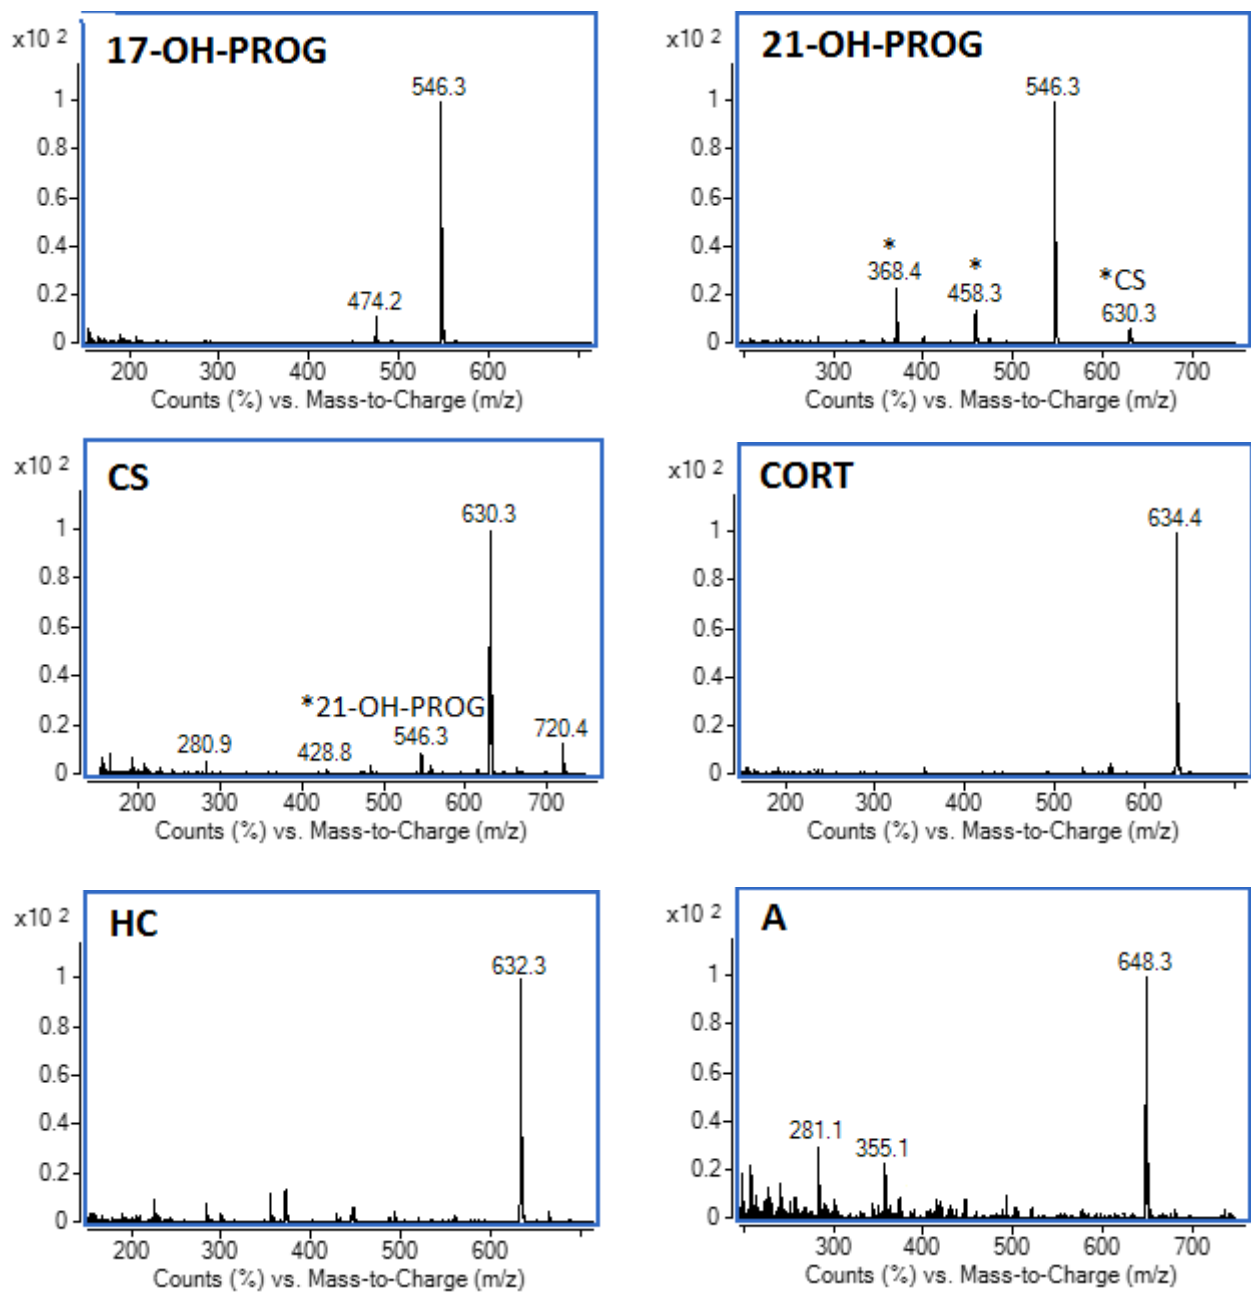 x10 2
17-OH-PROG
546.3
1
0.8
0.6
0.4
0.2
0
474.2
200 300 400 500 600
Counts (%) vs. Mass-to-Charge (m/z)
x10 2
21-OH-PROG
546.3
1
0.8
0.6
0.4
0.2
0
*
368.4
*
458.3
*CS
630.3
300 400 500 600 700
Counts (%) vs. Mass-to-Charge (m/z)
x10 2
CS
630.3
1
0.8
0.6
0.4
0.2
0
*21-OH-PROG
280.9
428.8
546.3
720.4
200 300 400 500 600 700
Counts (%) vs. Mass-to-Charge (m/z)
x10 2
CORT
634.4
1
0.8
0.6
0.4
0.2
0
200 300 400 500 600
Counts (%) vs. Mass-to-Charge (m/z)
x10 2
HC
632.3
1
0.8
0.6
0.4
0.2
0
200 300 400 500 600
Counts (%) vs. Mass-to-Charge (m/z)
x10 2
A
648.3
1
0.8
0.6
0.4
0.2
0
281.1
355.1
300 400 500 600 700
Counts (%) vs. Mass-to-Charge (m/z)